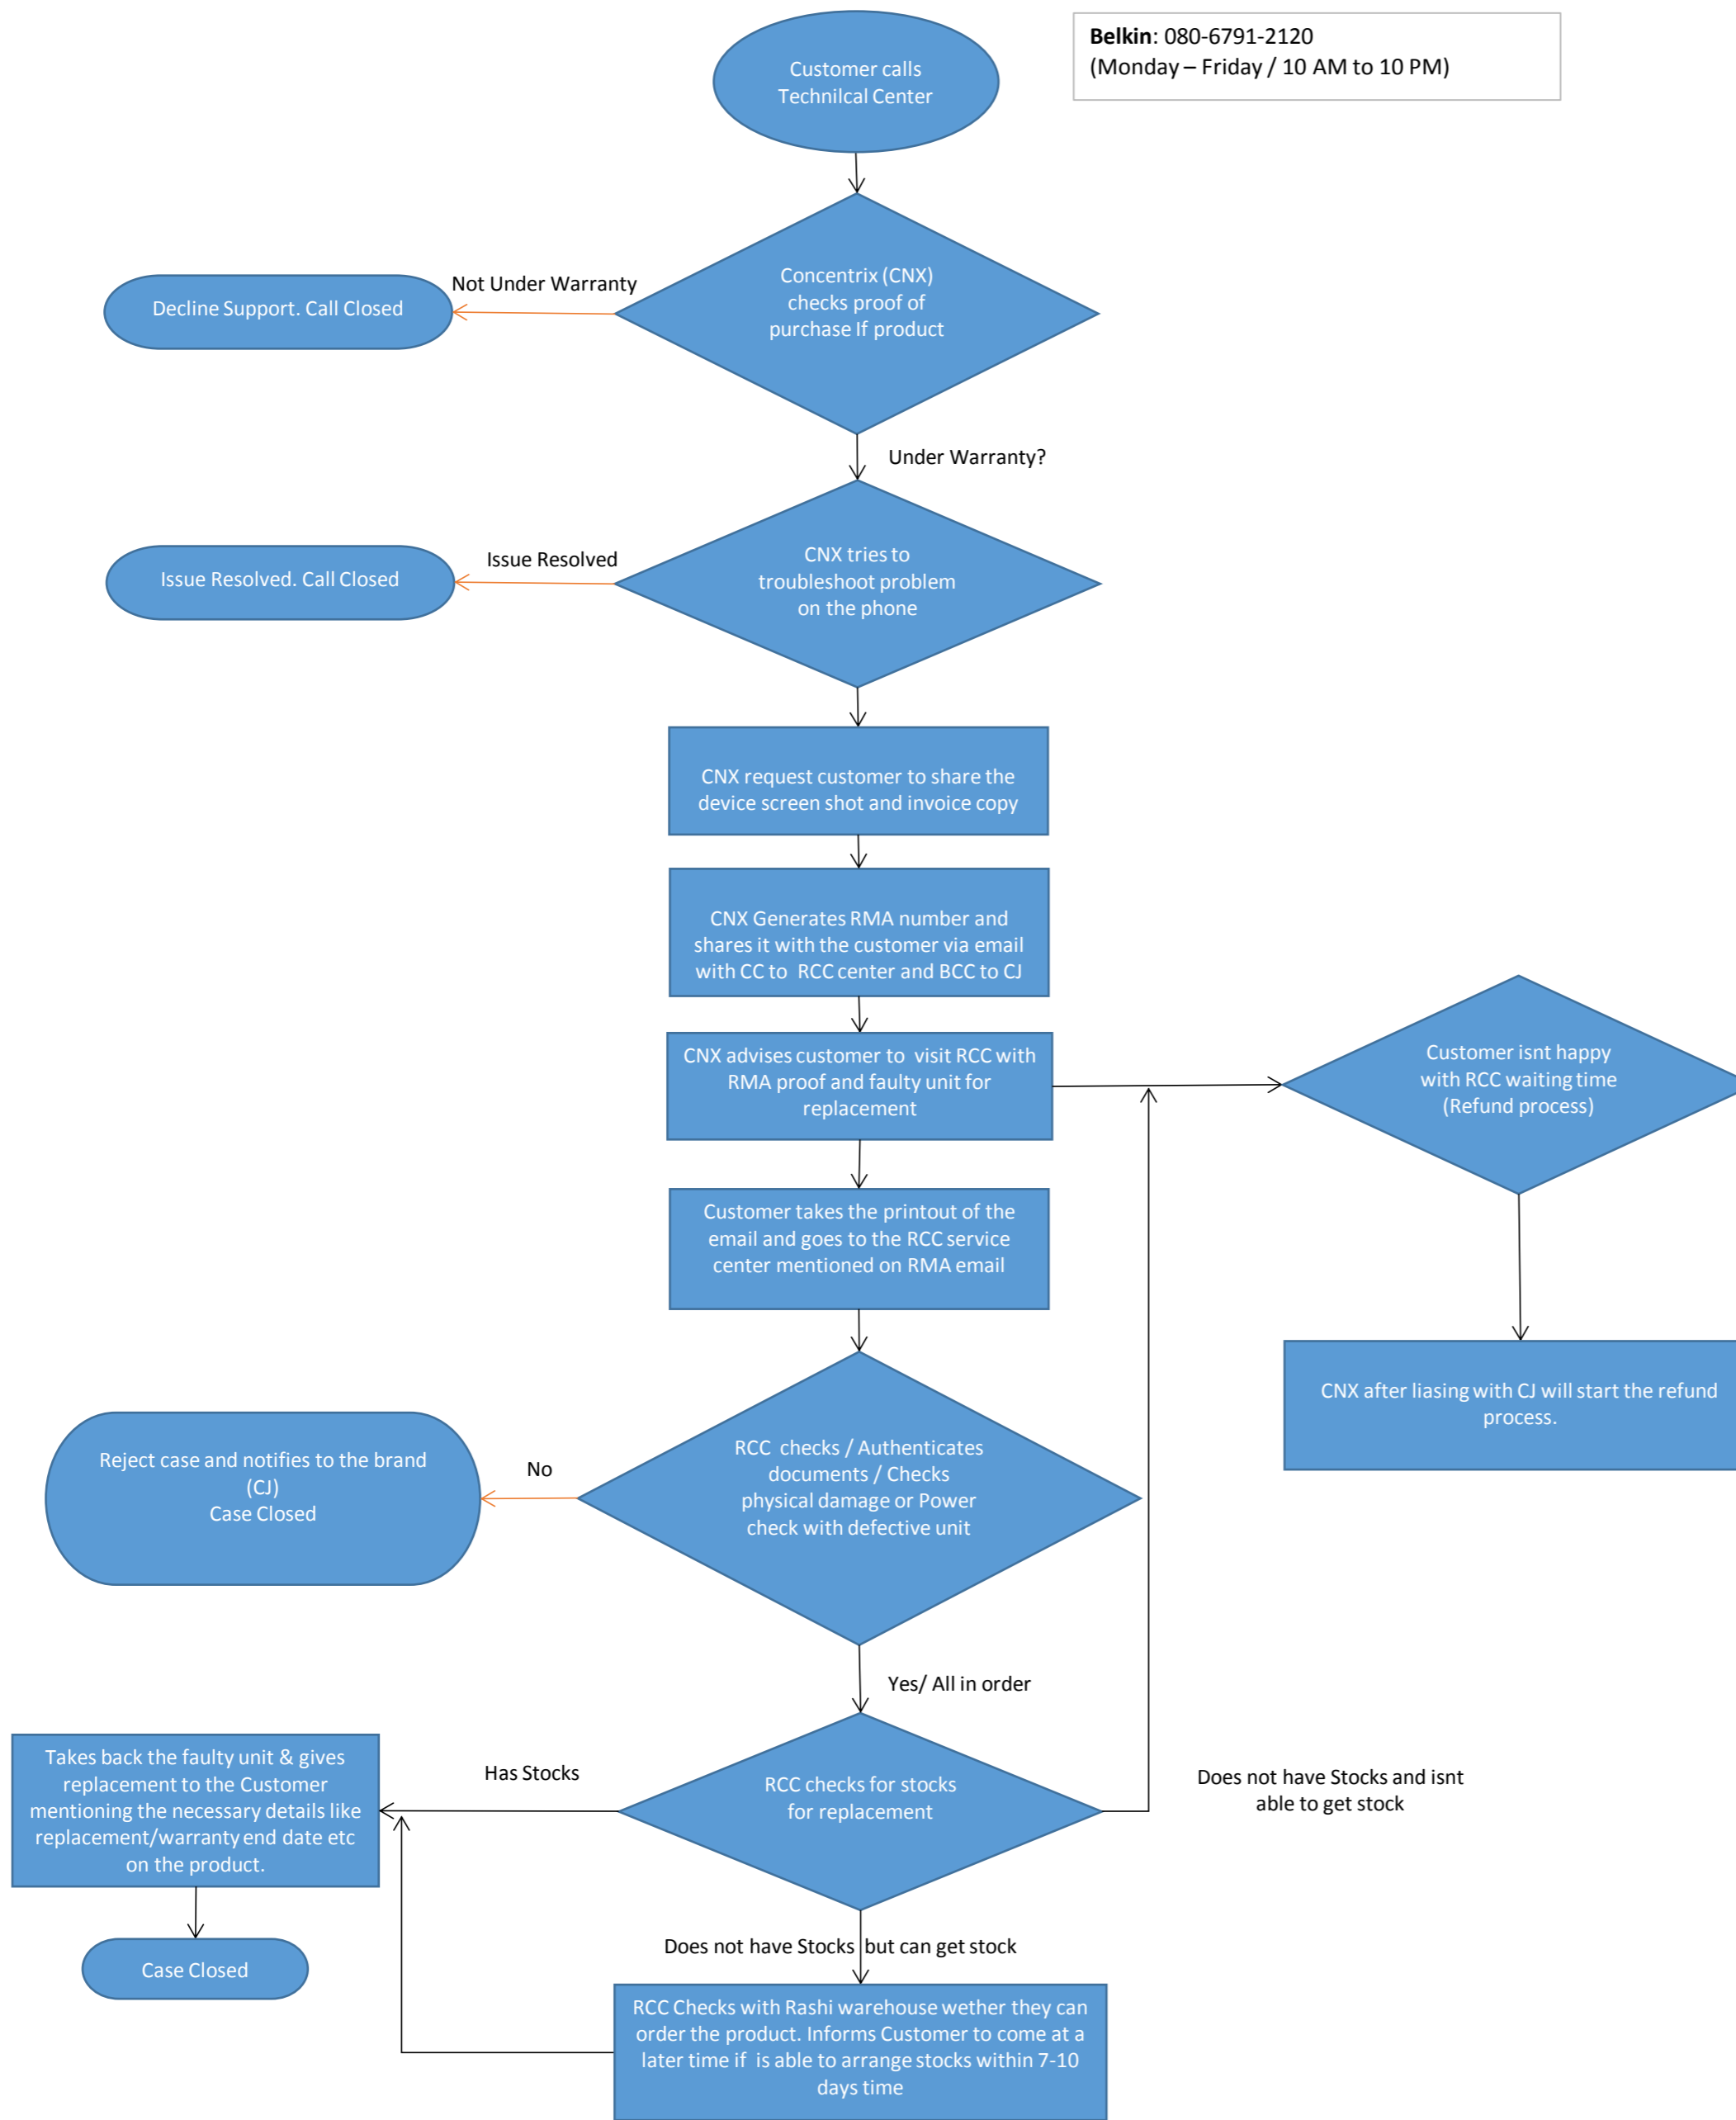 Customer calls
Technilcal Center
Belkin: 080-6791-2120
(Monday – Friday / 10 AM to 10 PM)
Concentrix (CNX)
checks proof of
purchase If product
Not Under Warranty
Decline Support. Call Closed
Under Warranty?
CNX tries to
troubleshoot problem
on the phone
Issue Resolved
Issue Resolved. Call Closed
CNX request customer to share the
device screen shot and invoice copy
CNX Generates RMA number and
shares it with the customer via email
with CC to RCC center and BCC to CJ
CNX advises customer to visit RCC with
RMA proof and faulty unit for
replacement
Customer isnt happy
with RCC waiting time
(Refund process)
Customer takes the printout of the
email and goes to the RCC service
center mentioned on RMA email
CNX after liasing with CJ will start the refund
process.
RCC checks / Authenticates
documents / Checks
physical damage or Power
check with defective unit
No
Reject case and notifies to the brand
(CJ)
Case Closed
Yes/ All in order
RCC checks for stocks
for replacement
Has Stocks
Takes back the faulty unit & gives
replacement to the Customer
mentioning the necessary details like
replacement/warranty end date etc
on the product.
Does not have Stocks and isnt
able to get stock
Case Closed
Does not have Stocks but can get stock
RCC Checks with Rashi warehouse wether they can
order the product. Informs Customer to come at a
later time if is able to arrange stocks within 7-10
days time